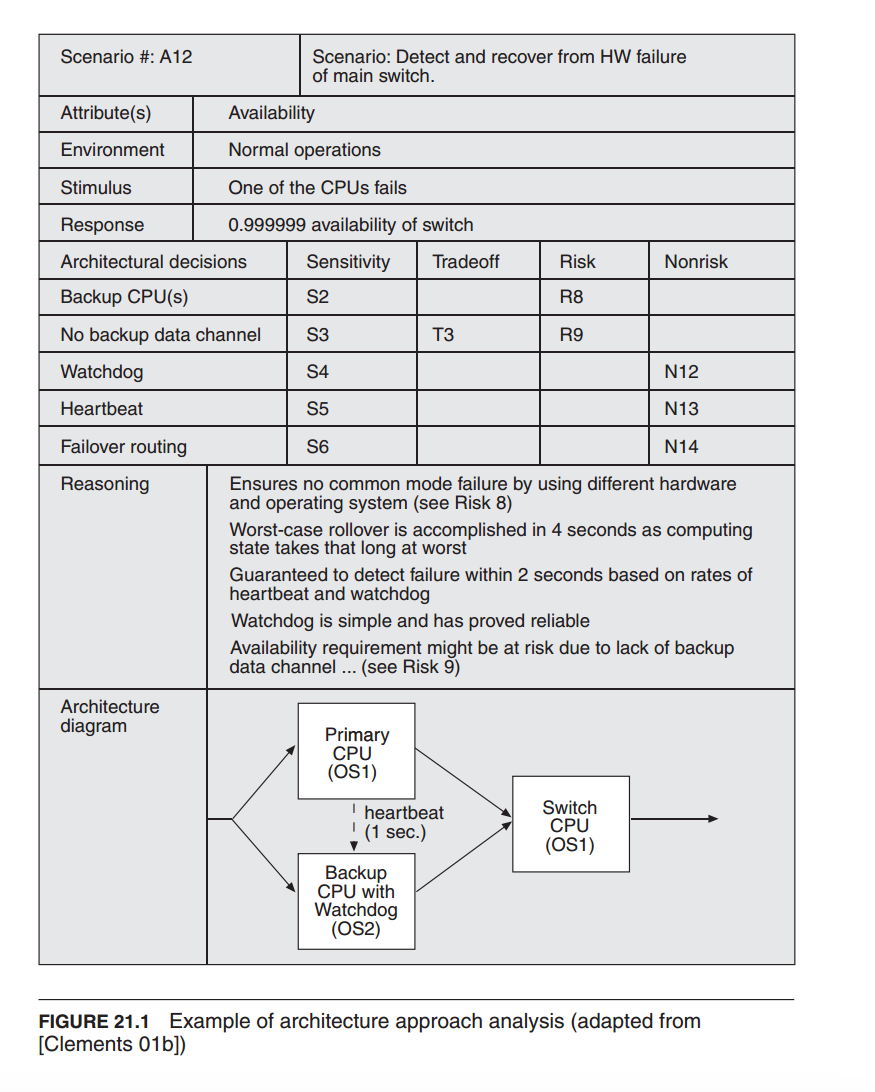 Scenario #: A12
Scenario: Detect and recover from HW failure
of main switch.
Attribute(s)
Availability
Environment
Normal operations
Stimulus
One of the CPUs fails
Response
0.999999 availability of switch
Architectural decisions
Sensitivity
Tradeoff
Risk
Nonrisk
Backup CPU(s)
S2
R8
No backup data channel
S3
T3
R9
Watchdog
S4
N12
Heartbeat
S5
N13
Failover routing
S6
N14
Reasoning
Ensures no common mode failure by using different hardware
and operating system (see Risk 8)
Worst-case rollover is accomplished in 4 seconds as computing
state takes that long at worst
Guaranteed to detect failure within 2 seconds based on rates of
heartbeat and watchdog
Watchdog is simple and has proved reliable
Availability requirement might be at risk due to lack of backup
data channel ... (see Risk 9)
Architecture
diagram
Primary
CPU
(OS1)
heartbeat
(1 sec.)
Backup
CPU with
Watchdog
(OS2)
Switch
CPU
(OS1)
FIGURE 21.1 Example of architecture approach analysis (adapted from
[Clements 01b])